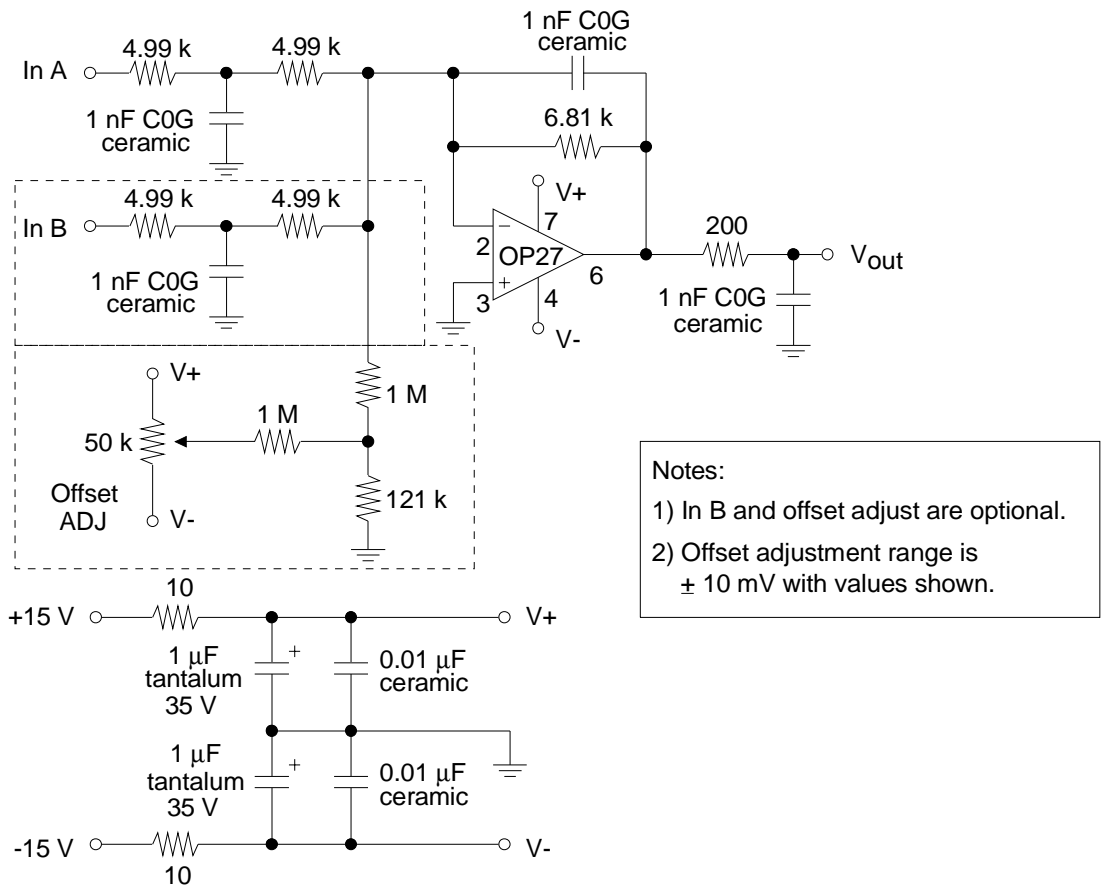 1 nF C0G
ceramic
4.99 k
4.99 k
In A
1 nF C0G
ceramic
6.81 k
4.99 k
4.99 k
In B
1 nF C0G
ceramic
V+
7
−
2
OP27
+
3
6
4
V-
200
Vout
1 nF C0G
ceramic
V+
1 M
1 M
50 k
Offset
ADJ
121 k
V-
Notes:
1) In B and offset adjust are optional.
2) Offset adjustment range is
± 10 mV with values shown.
10
+15 V
V+
1 μF
tantalum
35 V
+
0.01 μF
ceramic
1 μF
tantalum
35 V
+
0.01 μF
ceramic
-15 V
V-
10